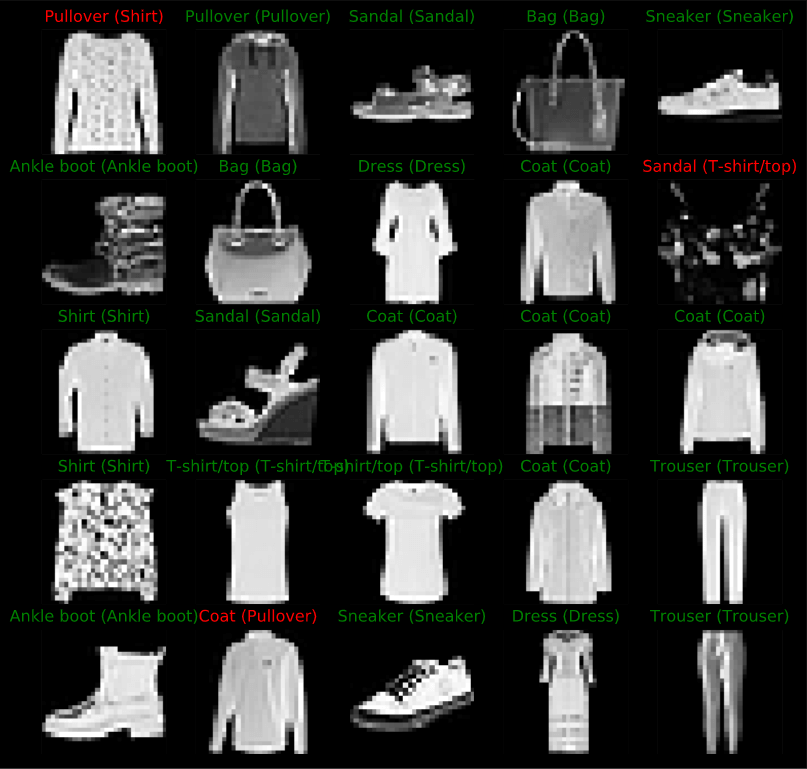 Pullover (Shirt) Pullover (Pullover) Sandal (Sandal) Bag (Bag) Sneaker (Sneaker)
Ankle boot (Ankle boot) Bag (Bag) Dress (Dress) Coat (Coat) Sandal (T-shirt/top)
Shirt (Shirt) Sandal (Sandal) Coat (Coat) Coat (Coat) Coat (Coat)
Shirt (Shirt) T-shirt/top (T-shirt/top) T-shirt/top (T-shirt/top) Coat (Coat) Trouser (Trouser)
Ankle boot (Ankle boot) Coat (Pullover) Sneaker (Sneaker) Dress (Dress) Trouser (Trouser)